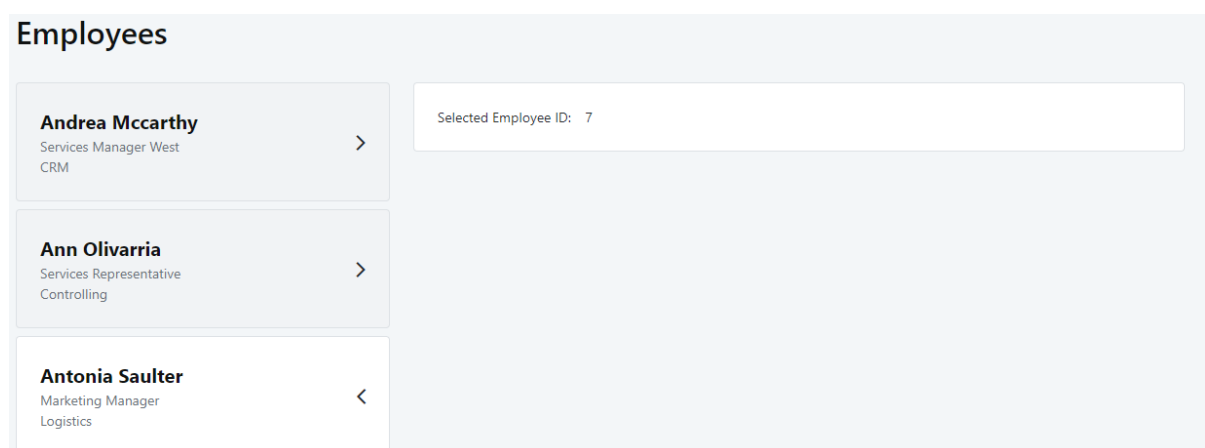 Employees
Andrea Mccarthy
Services Manager West
CRM
Selected Employee ID: 7
Ann Olivarria
Services Representative
Controlling
Antonia Saulter
Marketing Manager
Logistics